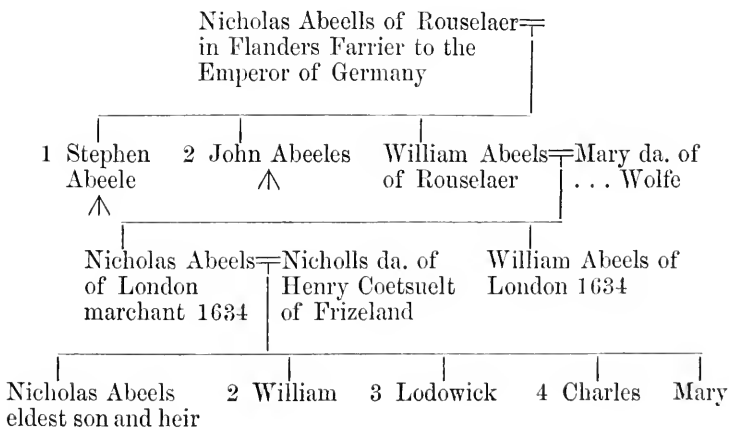 Nicholas Abeells of Rouselaer
in Flanders Farrier to the
Emperor of Germany
1 Stephen
Abeele
2 John Abeeles
William Abeels
of Rouselaer
Mary da. of
. . . Wolfe
Nicholas Abeels
of London
marchant 1634
Nicholls da. of
Henry Coetsuelt
of Frizeland
William Abeels of
London 1634
Nicholas Abeels
eldest son and heir
2 William
3 Lodowick
4 Charles
Mary